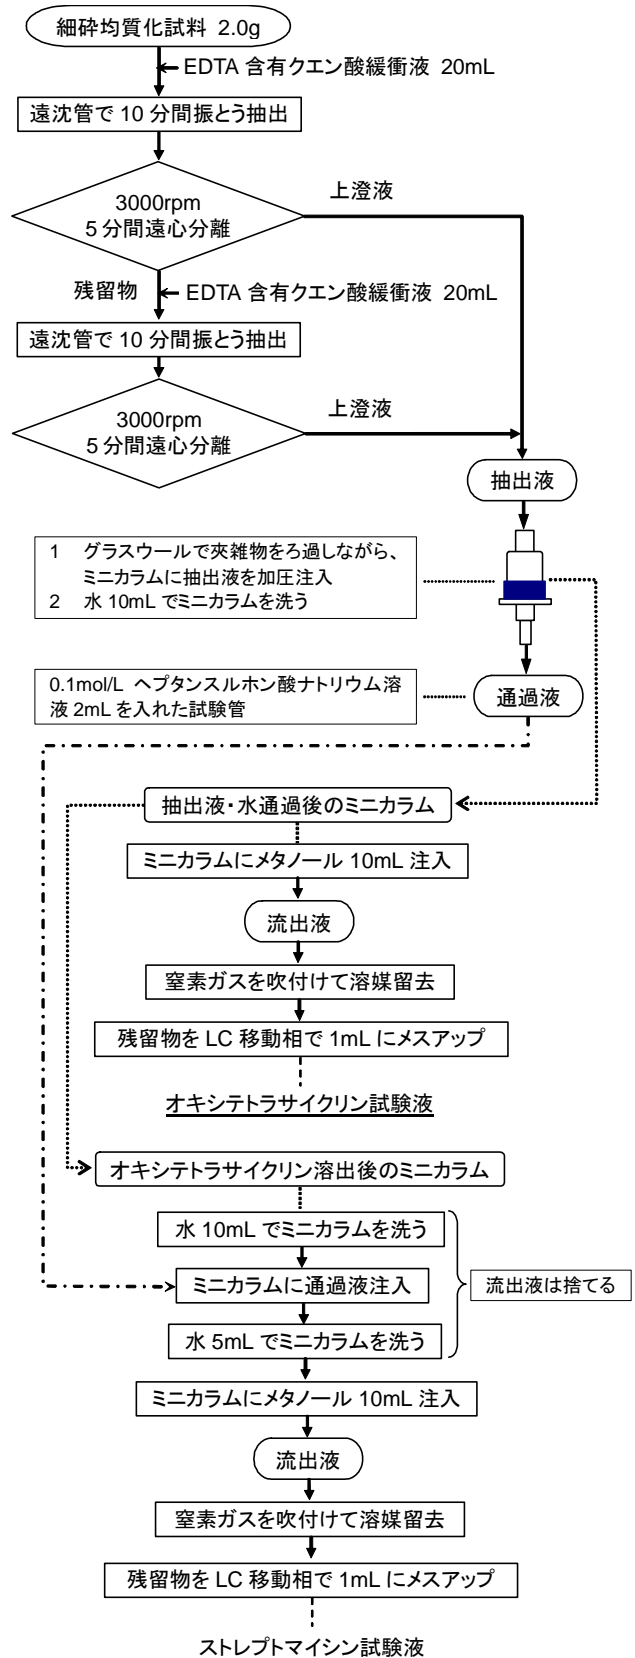 細砕均質化試料 2.0g
EDTA 含有クエン酸緩衝液 20mL
遠沈管で 10 分間振とう抽出
3000rpm
5 分間遠心分離
上澄液
残留物
EDTA 含有クエン酸緩衝液 20mL
遠沈管で 10 分間振とう抽出
3000rpm
5 分間遠心分離
上澄液
抽出液
1 グラスウールで夾雑物をろ過しながら、
ミニカラムに抽出液を加圧注入
2 水 10mL でミニカラムを洗う
0.1mol/L ヘプタンスルホン酸ナトリウム溶
液 2mL を入れた試験管
通過液
抽出液・水通過後のミニカラム
ミニカラムにメタノール 10mL 注入
流出液
窒素ガスを吹付けて溶媒留去
残留物を LC 移動相で 1mL にメスアップ
オキシテトラサイクリン試験液
オキシテトラサイクリン溶出後のミニカラム
水 10mL でミニカラムを洗う
ミニカラムに通過液注入
流出液は捨てる
水 5mL でミニカラムを洗う
ミニカラムにメタノール 10mL 注入
流出液
窒素ガスを吹付けて溶媒留去
残留物を LC 移動相で 1mL にメスアップ
ストレプトマイシン試験液